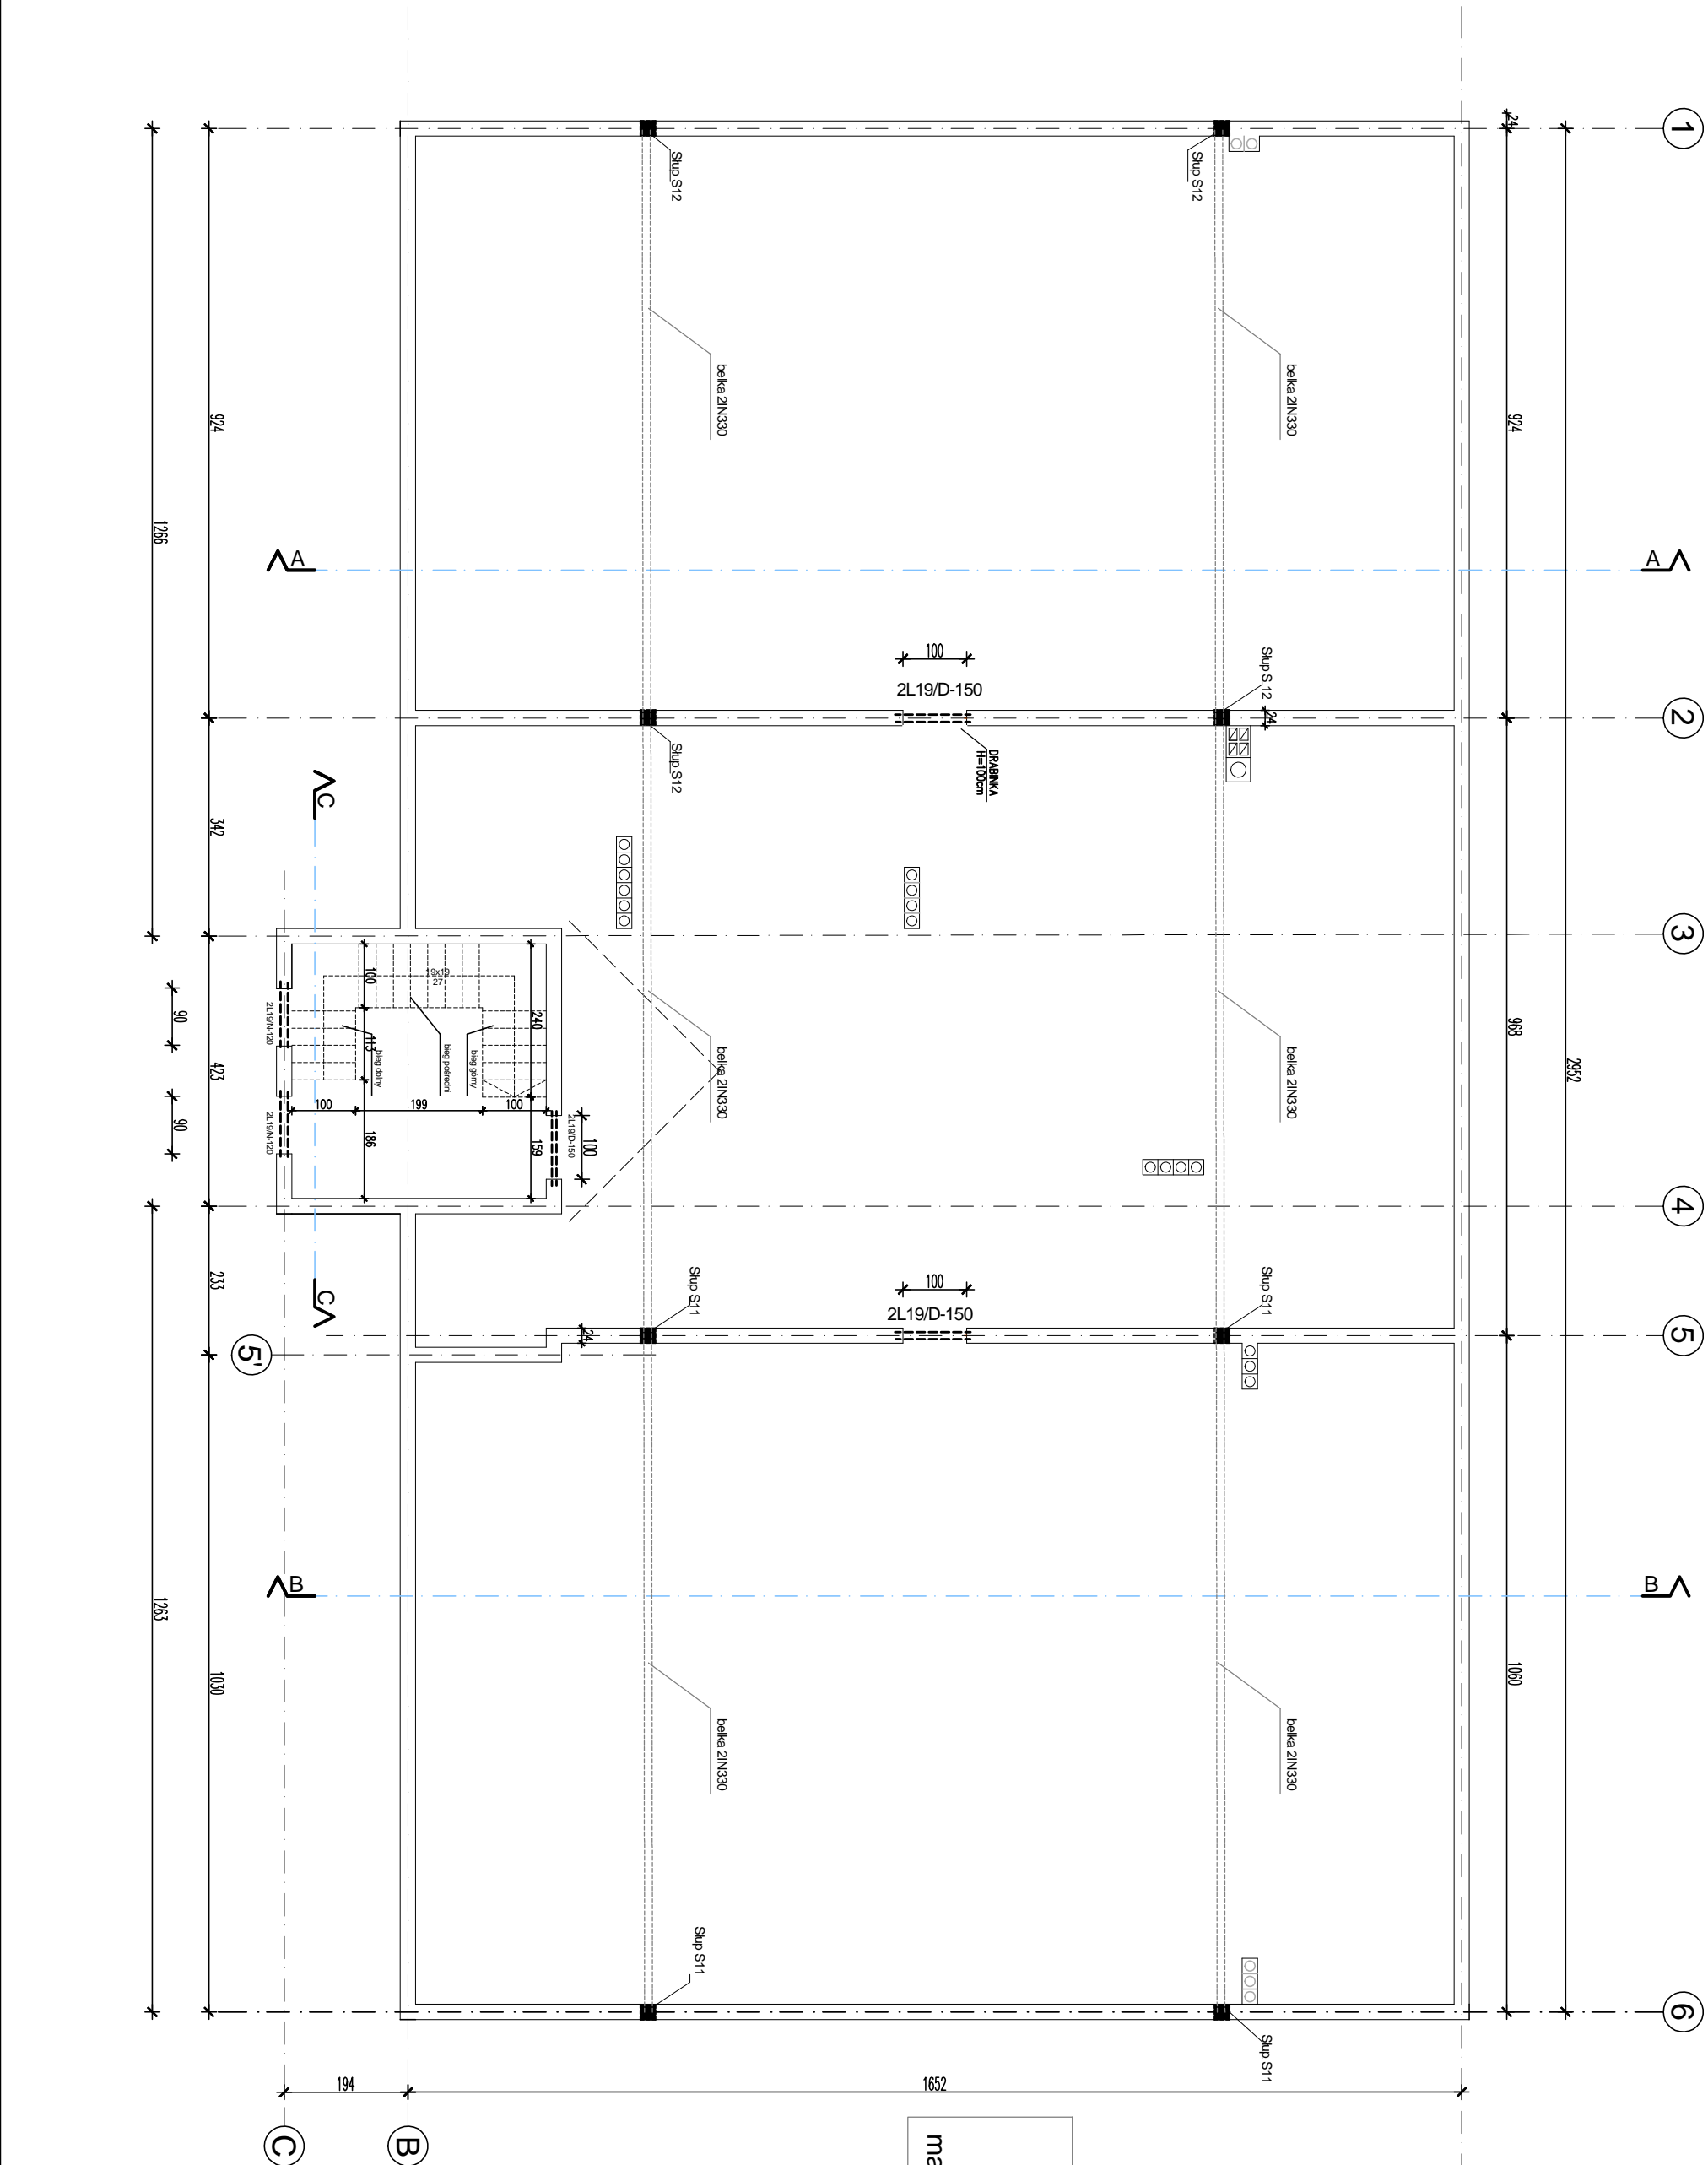 1
2
3
4
5
6
5'
C
B
24
924
968
1060
2952
Słup S12
Słup S12
belka 2IN330
belka 2IN330
924
1266
A
A
100
2L19/D-150
Słup S.12
24
Słup S12
DRABINKA
H=100cm
C
342
100
19x19
27
240
113
bieg dolny
bieg pośredni
bieg górny
belka 2IN330
belka 2IN330
2L19/N-120
90
423
90
2L19/N-120
100
199
100
186
159
2L19/D-150
100
C
233
Słup S11
Słup S11
100
2L19/D-150
24
B
B
1263
1030
belka 2IN330
belka 2IN330
Słup S11
Słup S11
194
1652
ma